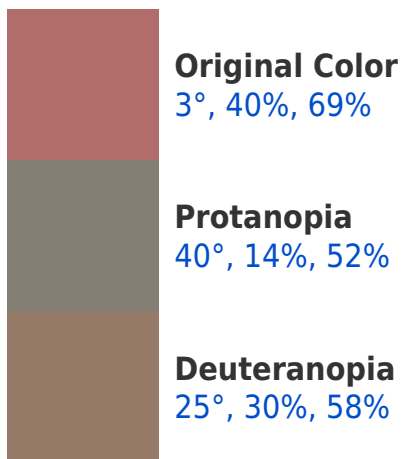 Original Color
3°, 40%, 69%
Protanopia
40°, 14%, 52%
Deuteranopia
25°, 30%, 58%